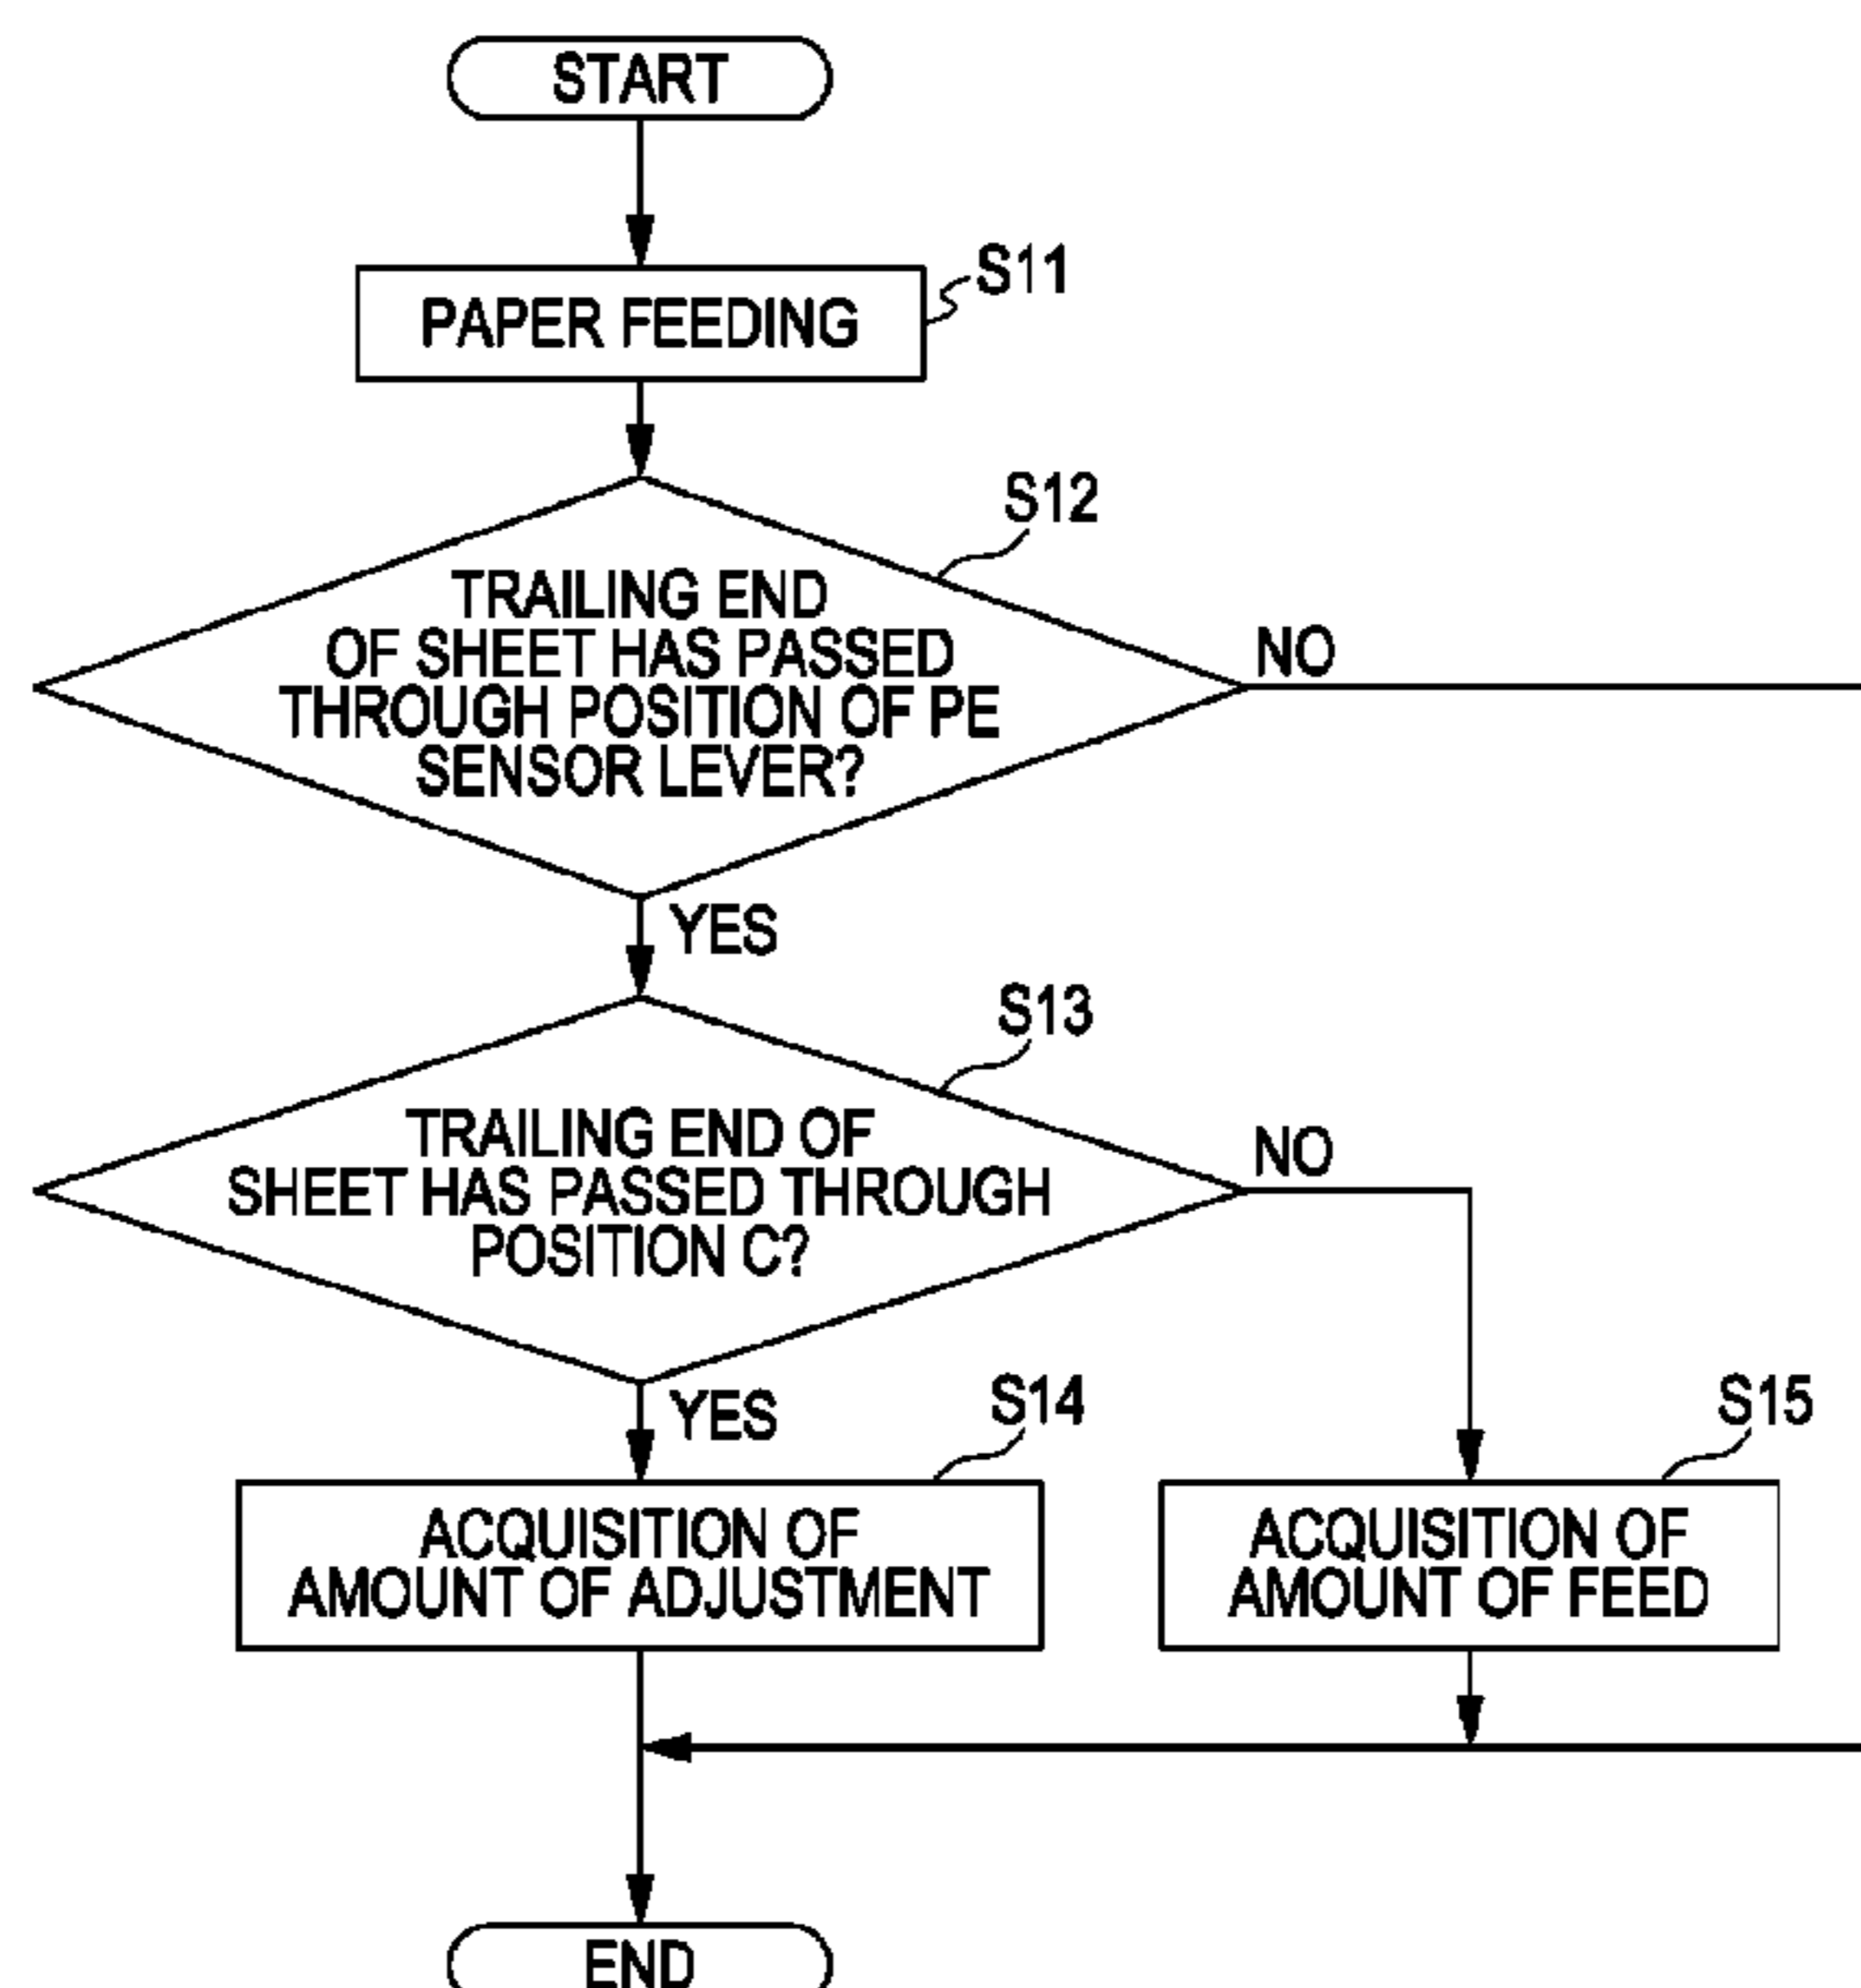 START
PAPER FEEDING
S11
TRAILING END
OF SHEET HAS PASSED
THROUGH POSITION OF PE
SENSOR LEVER?
S12
NO
YES
TRAILING END OF
SHEET HAS PASSED THROUGH
POSITION C?
S13
NO
YES
S14
ACQUISITION OF
AMOUNT OF ADJUSTMENT
S15
ACQUISITION OF
AMOUNT OF FEED
END